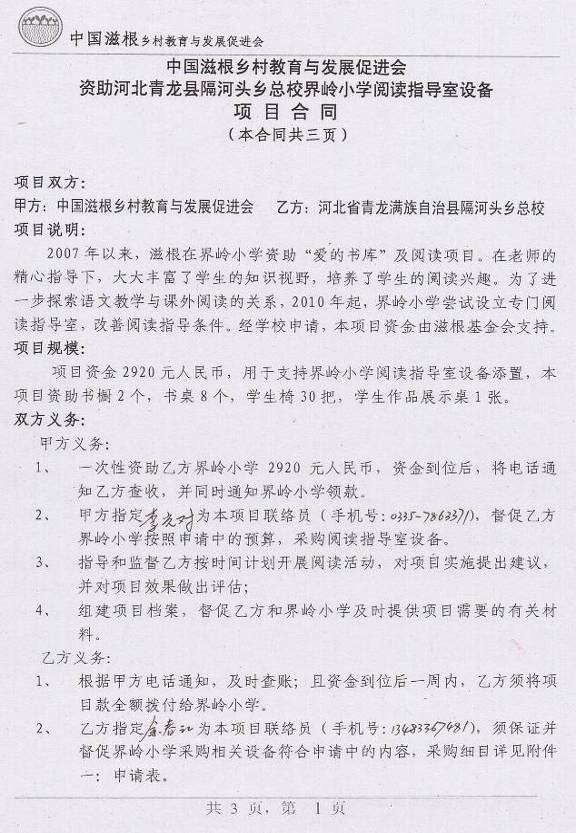 中国滋根乡村教育与发展促进会
中国滋根乡村教育与发展促进会
资助河北青龙县隔河头乡总校界岭小学阅读指导室设备
项目合同
（本合同共三页）
项目双方：
甲方：中国滋根乡村教育与发展促进会 乙方：河北省青龙满族自治县隔河头乡总校
项目说明：
2007年以来，滋根在界岭小学资助“爱的书库”及阅读项目。在老师的
精心指导下，大大丰富了学生的知识视野，培养了学生的阅读兴趣。为了进
一步探索语文教学与课外阅读的关系，2010年起，界岭小学尝试设立专门阅
读指导室，改善阅读指导条件。经学校申请，本项目资金由滋根基金会支持。
项目规模：
项目资金2920元人民币，用于支持界岭小学阅读指导室设备添置，本
项目资助书橱2个，书桌8个，学生椅30把，学生作品展示桌1张。
双方义务：
甲方义务：
1、 一次性资助乙方界岭小学 2920 元人民币，资金到位后，将电话通
知乙方查收，并同时通知界岭小学领款。
2、 甲方指定李光对为本项目联络员（手机号：0335-7863371），督促乙方
界岭小学按照申请中的预算，采购阅读指导室设备。
3、 指导和监督乙方按时间计划开展阅读活动，对项目实施提出建议，
并对项目效果做出评估；
4、 组建项目档案，督促乙方和界岭小学及时提供项目需要的有关材
料。
乙方义务：
1、 根据甲方电话通知，及时查账；且资金到位后一周内，乙方须将项
目款全额拨付给界岭小学。
2、 乙方指定为本项目联络员（手机号：13483367481），须保证并
督促界岭小学采购相关设备符合申请中的内容，采购细目详见附件
一：申请表。
共 3 页，第 1 页